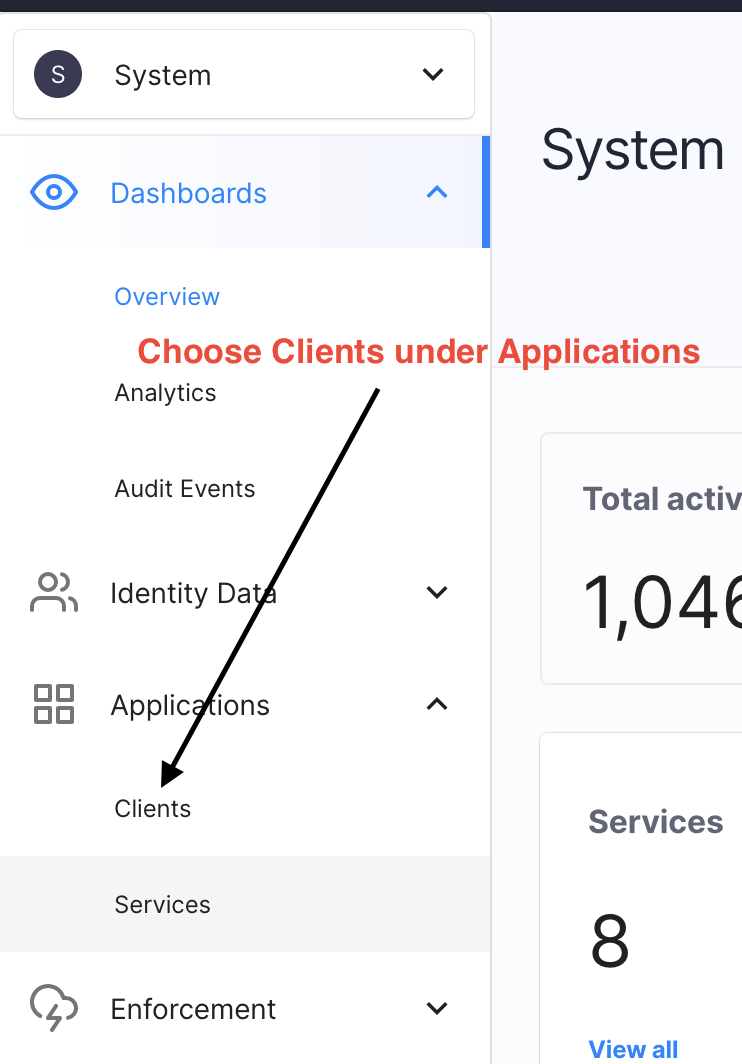 S System
System
Dashboards
Overview
Choose Clients under Applications
Analytics
Audit Events
Total activ
Identity Data
1,046
Applications
Clients
Services
Services
8
Enforcement
View all